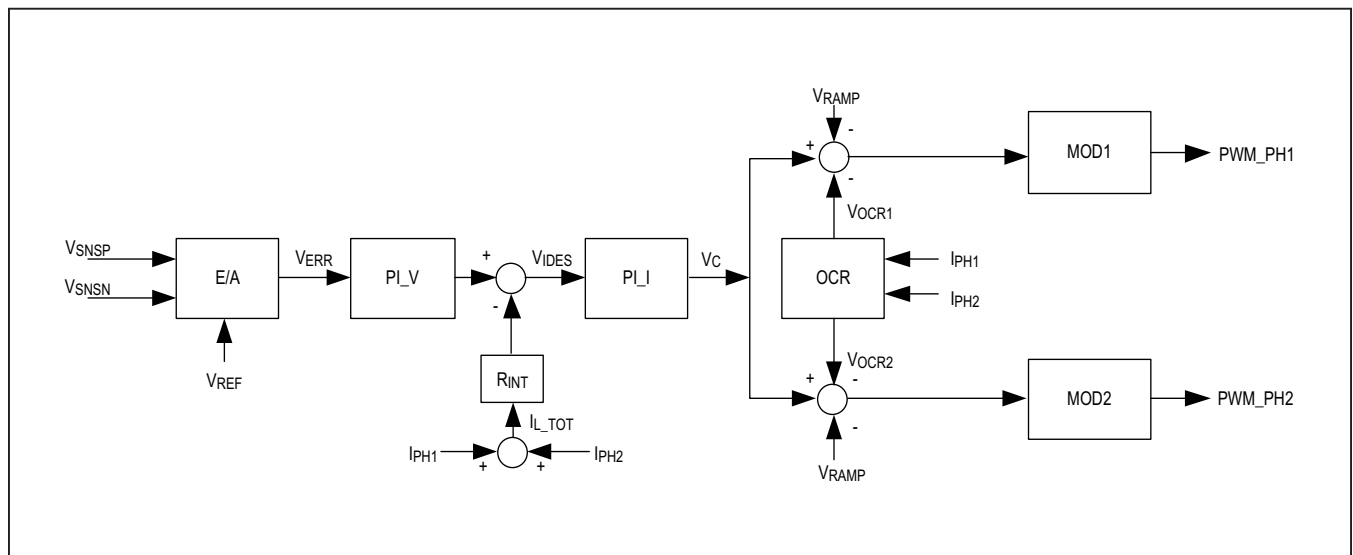 VRAMP
-
+
-
MOD1
PWM_PH1
VOCR1
VSNSP
VSNSN
E/A
VERR
PI_V
+
-
VIDES
PI_I
VC
OCR
IPH1
IPH2
VREF
RINT
IL_TOT
IPH1
+
+
IPH2
VOCR2
+
-
-
MOD2
PWM_PH2
VRAMP